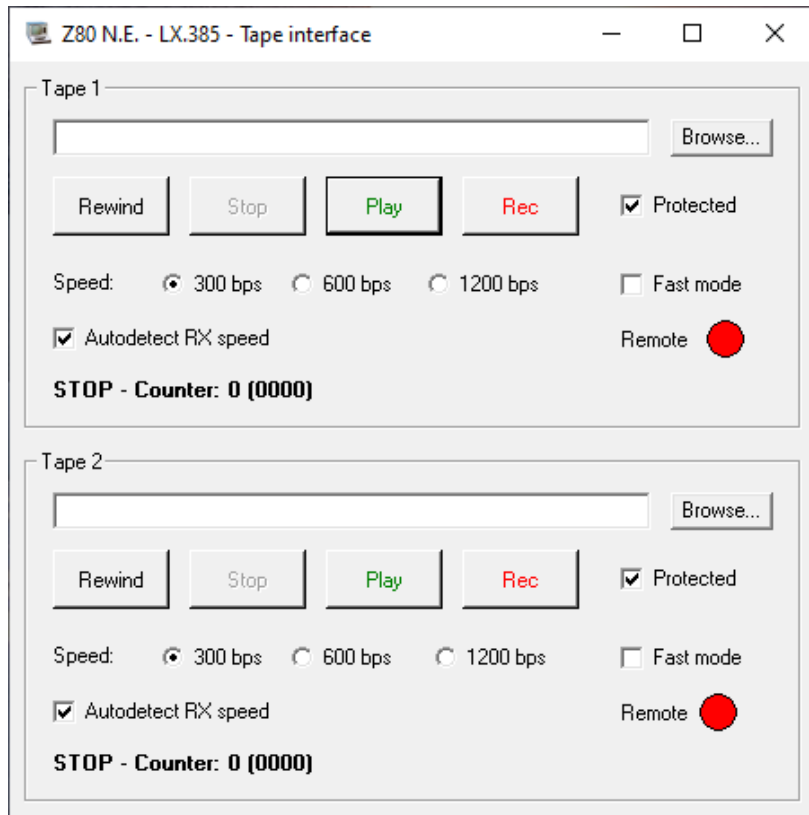 Z80 N.E. - LX.385 - Tape interface
Tape 1
Browse...
Rewind Stop Play Rec Protected
Speed: 300 bps 600 bps 1200 bps Fast mode
Autodetect RX speed Remote
STOP - Counter: 0 (0000)
Tape 2
Browse...
Rewind Stop Play Rec Protected
Speed: 300 bps 600 bps 1200 bps Fast mode
Autodetect RX speed Remote
STOP - Counter: 0 (0000)